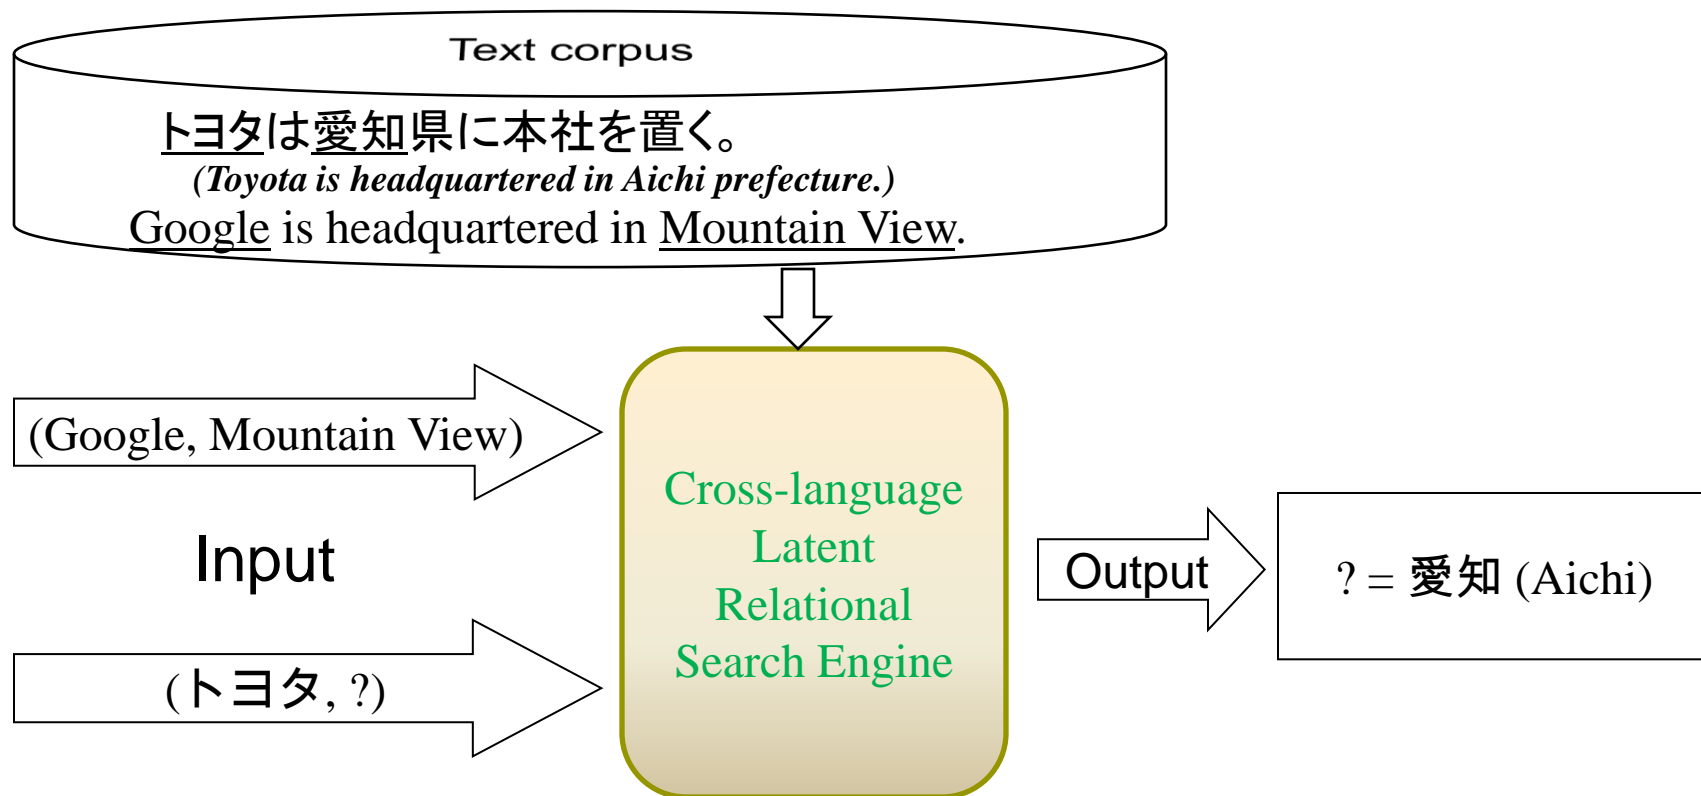 Text corpus
トヨタは愛知県に本社を置く。
(Toyota is headquartered in Aichi prefecture.)
Google is headquartered in Mountain View.
(Google, Mountain View)
Input
(トヨタ, ?)
Cross-language
Latent
Relational
Search Engine
Output
? = 愛知 (Aichi)